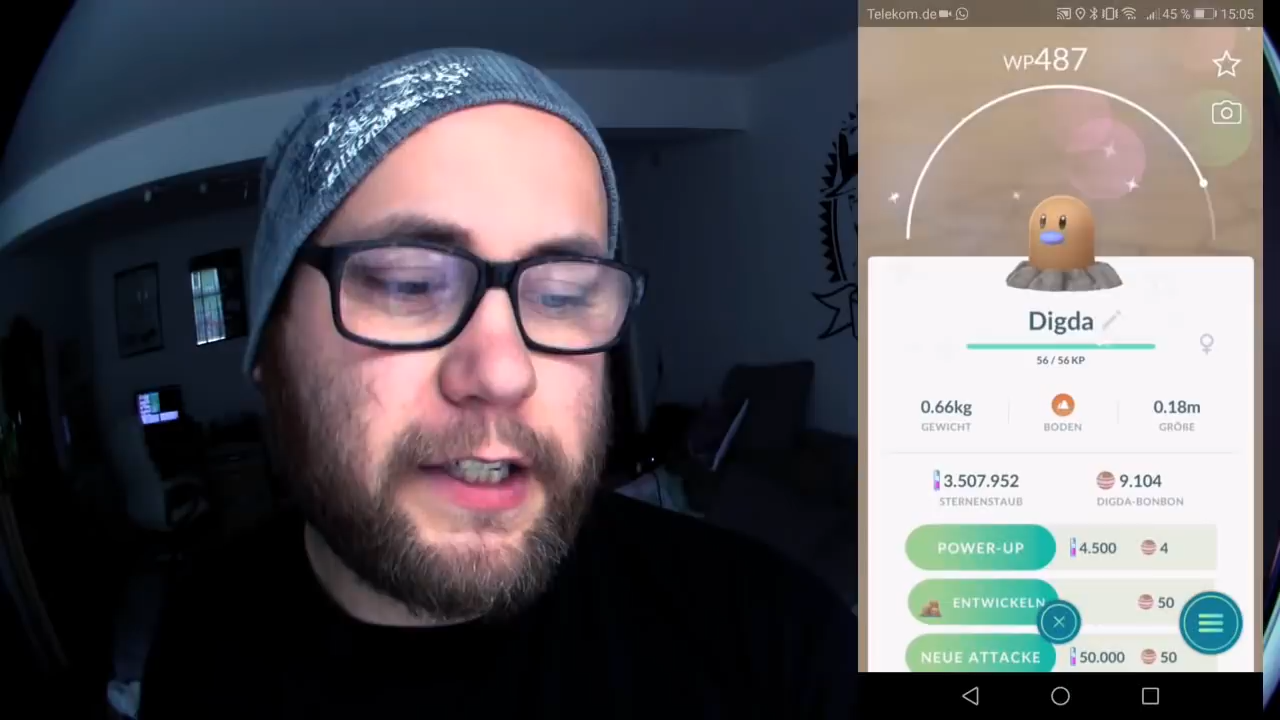 Telekom.de 45 % 15:05
WP487
Digda
56 / 56 KP
0.66kg
GEWICHT
BODEN
0.18m
GRÖßE
3.507.952
STERNENSTAUB
9.104
DIGDA-BONBON
POWER-UP 4.500 4
ENTWICKELN 50
NEUE ATTACKE 50.000 50